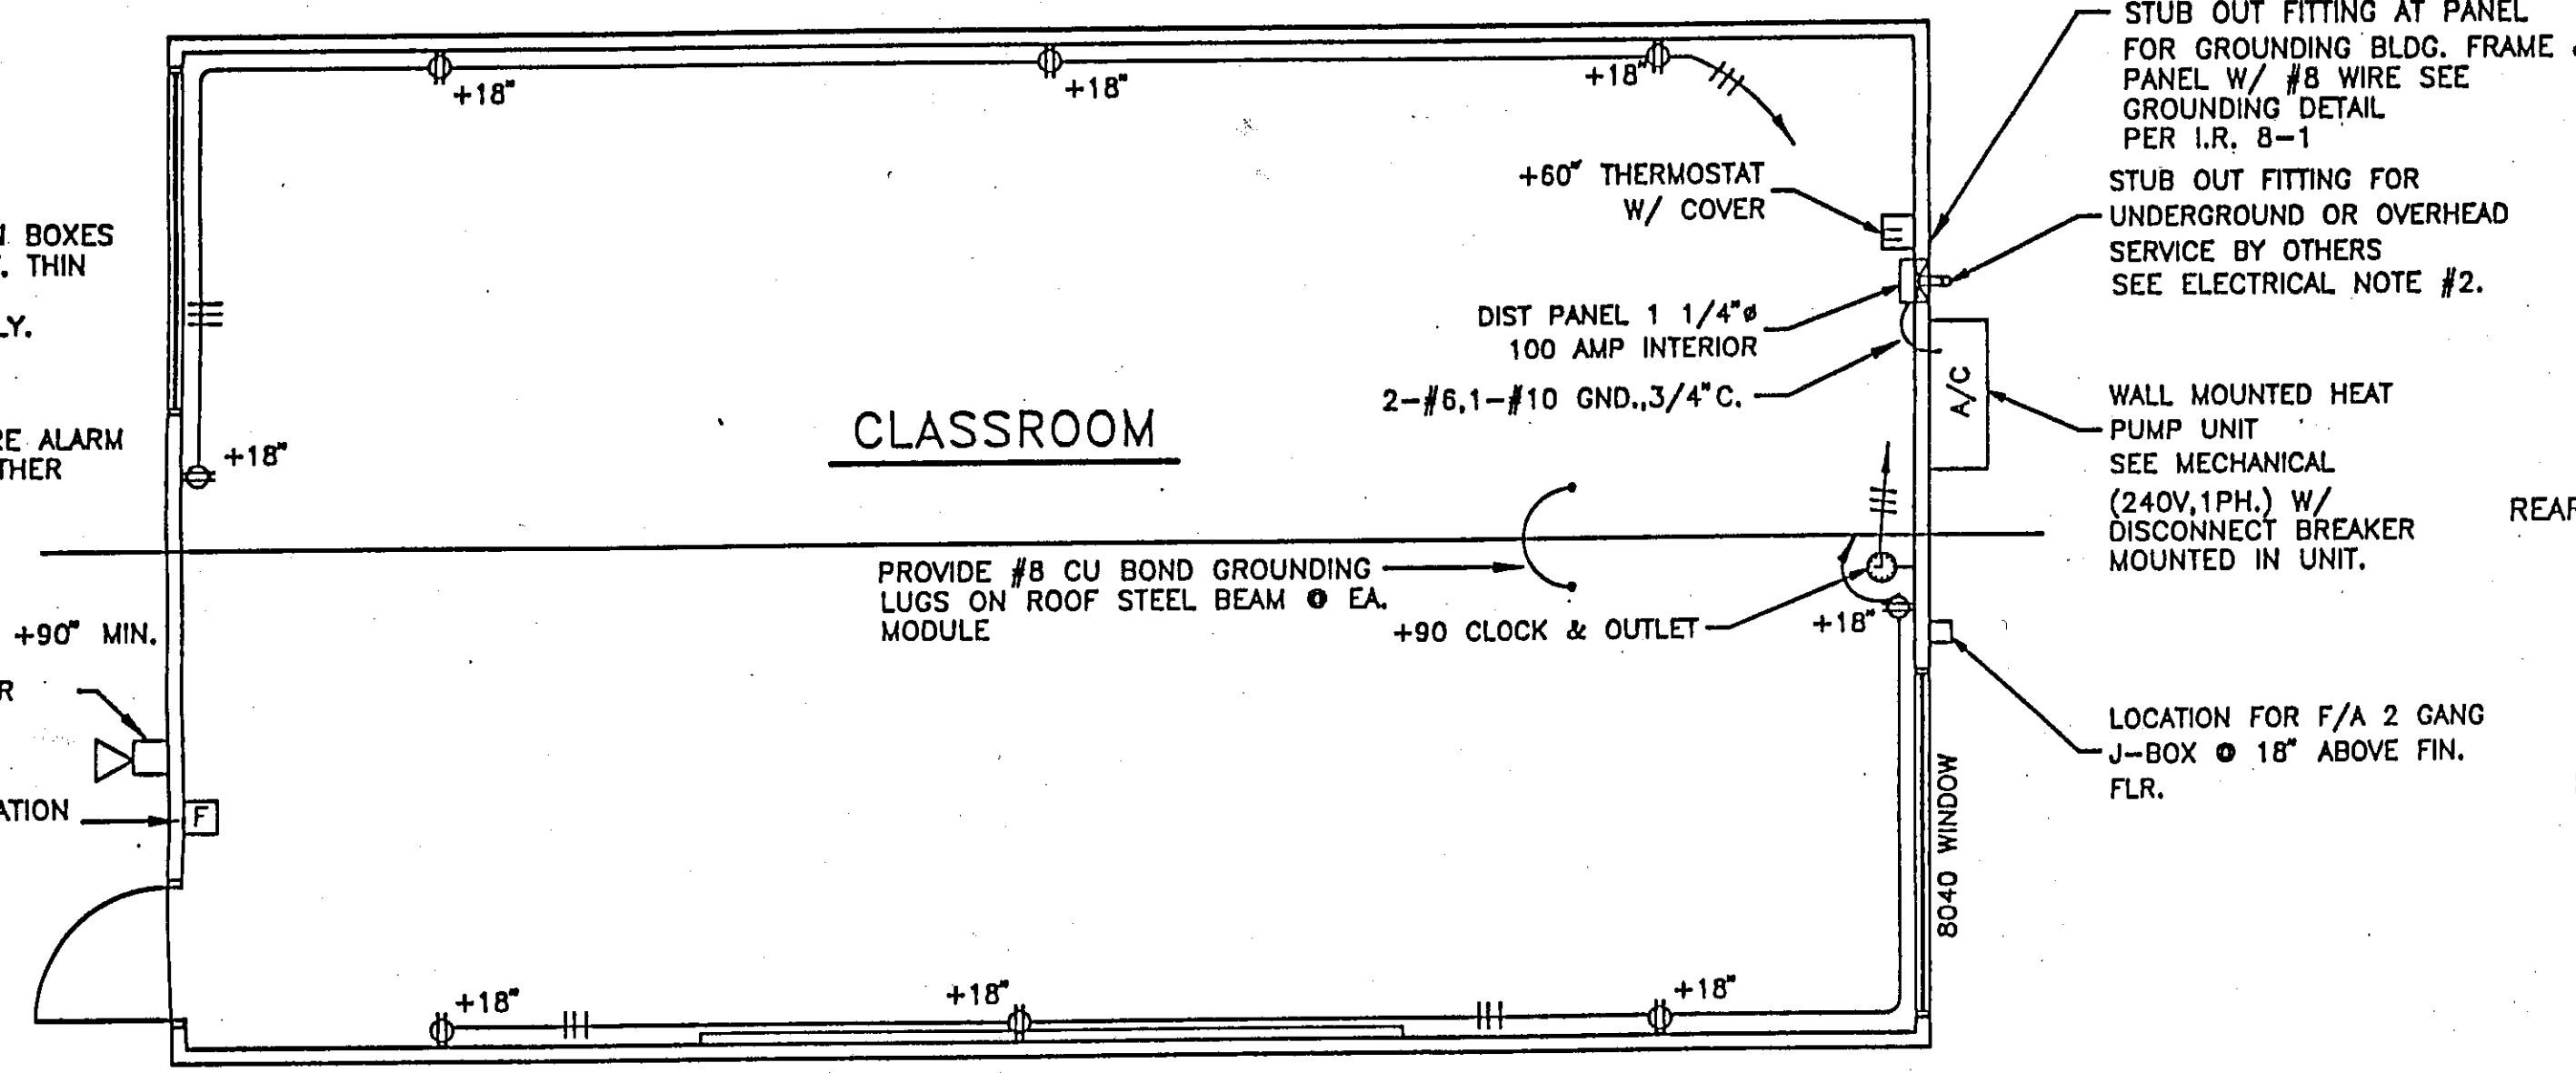 STUB OUT FITTING AT PANEL
FOR GROUNDING BLDG. FRAME &
PANEL W/ #8 WIRE SEE
GROUNDING DETAIL
PER I.R. 8-1
STUB OUT FITTING FOR
UNDERGROUND OR OVERHEAD
SERVICE BY OTHERS
SEE ELECTRICAL NOTE #2.
WALL MOUNTED HEAT
PUMP UNIT
SEE MECHANICAL
(240V,1PH.) W/
DISCONNECT BREAKER
MOUNTED IN UNIT.
REAR
LOCATION FOR F/A 2 GANG
J-BOX @ 18" ABOVE FIN.
FLR.
+18"
+18"
+18"
+60" THERMOSTAT
W/ COVER
DIST PANEL 1 1/4"ø
100 AMP INTERIOR
2-#6,1-#10 GND.,3/4"C.
A/C
CLASSROOM
+18"
PROVIDE #8 CU BOND GROUNDING
LUGS ON ROOF STEEL BEAM @ EA.
MODULE
+90 CLOCK & OUTLET
+18"
8040 WINDOW
BOXES
THIN
LY.
RE ALARM
THER
+90" MIN.
R
ATION
F
+18"
+18"
+18"